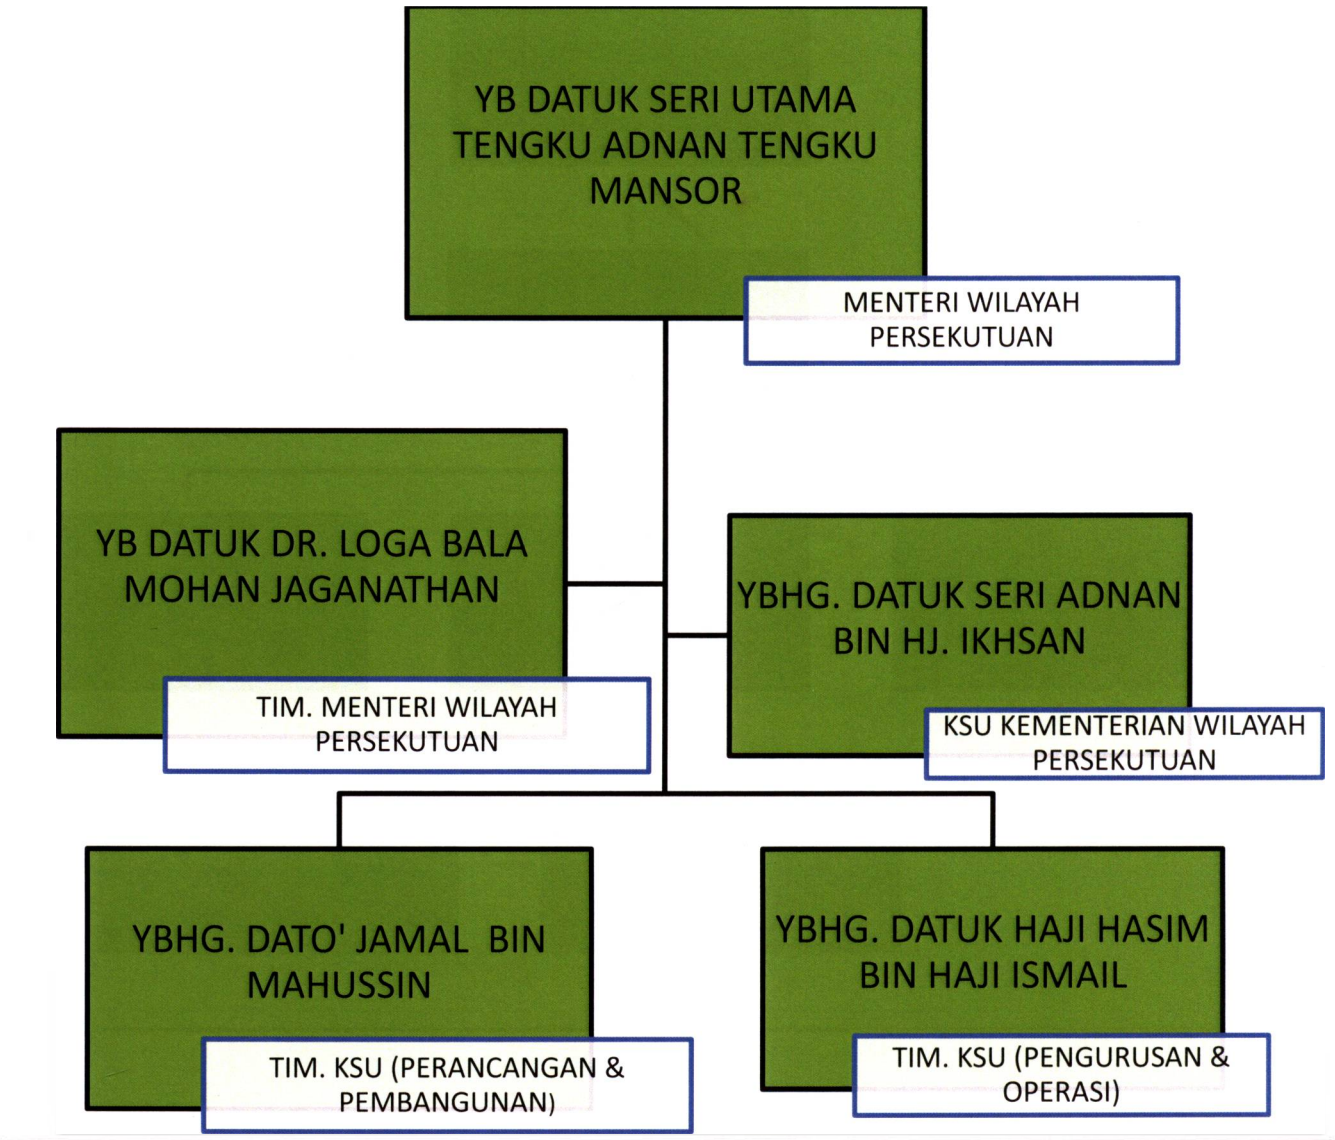 YB DATUK SERI UTAMA
TENGKU ADNAN TENGKU
MANSOR
MENTERI WILAYAH
PERSEKUTUAN
YB DATUK DR. LOGA BALA
MOHAN JAGANATHAN
TIM. MENTERI WILAYAH
PERSEKUTUAN
YBHG. DATUK SERI ADNAN
BIN HJ. IKHSAN
KSU KEMENTERIAN WILAYAH
PERSEKUTUAN
YBHG. DATO' JAMAL BIN
MAHUSSIN
TIM. KSU (PERANCANGAN &
PEMBANGUNAN)
YBHG. DATUK HAJI HASIM
BIN HAJI ISMAIL
TIM. KSU (PENGURUSAN &
OPERASI)